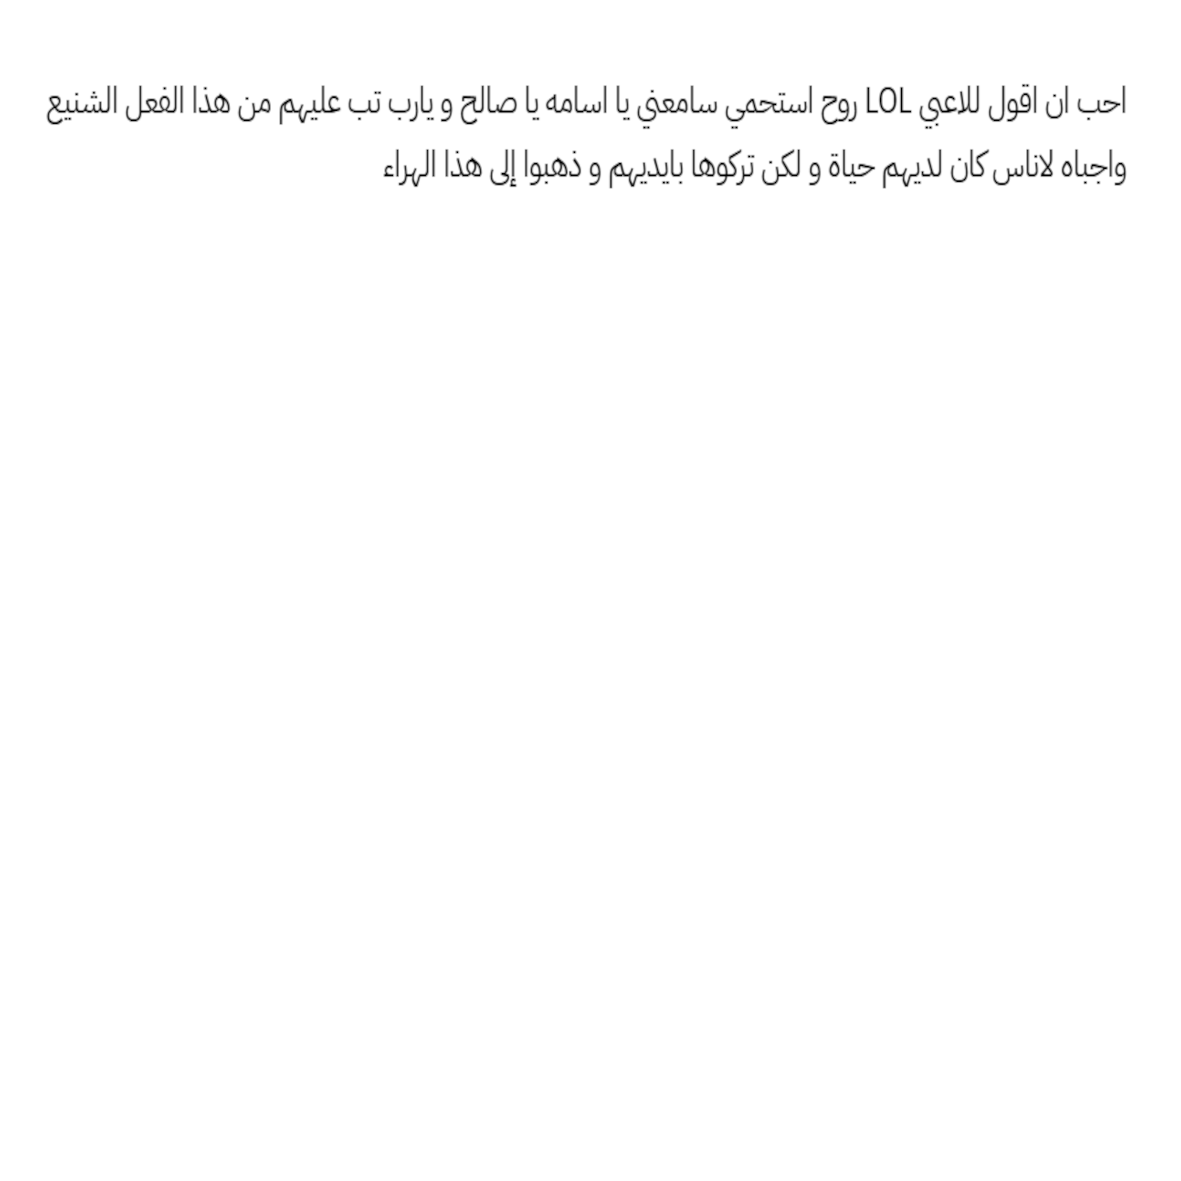 احب ان اقول للاعبي LOL روح استحمي سامعني يا اسامه يا صالح و يارب تب عليهم من هذا الفعل الشنيع
واجباه لاناس كان لديهم حياة و لكن تركوها بايديهم و ذهبوا إلى هذا الهراء